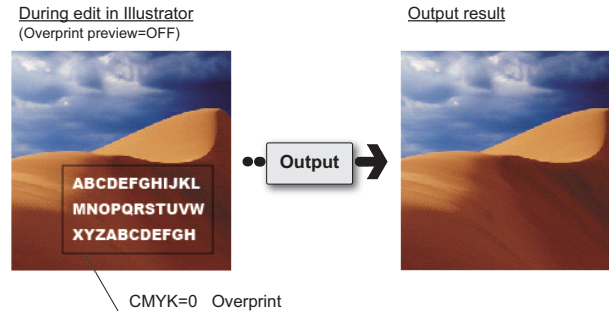 During edit in Illustrator
(Overprint preview=OFF)
Output result
ABCDEFGHIJKL
MNOPQRSTUVW
XYZABCDEFGH
Output
CMYK=0 Overprint